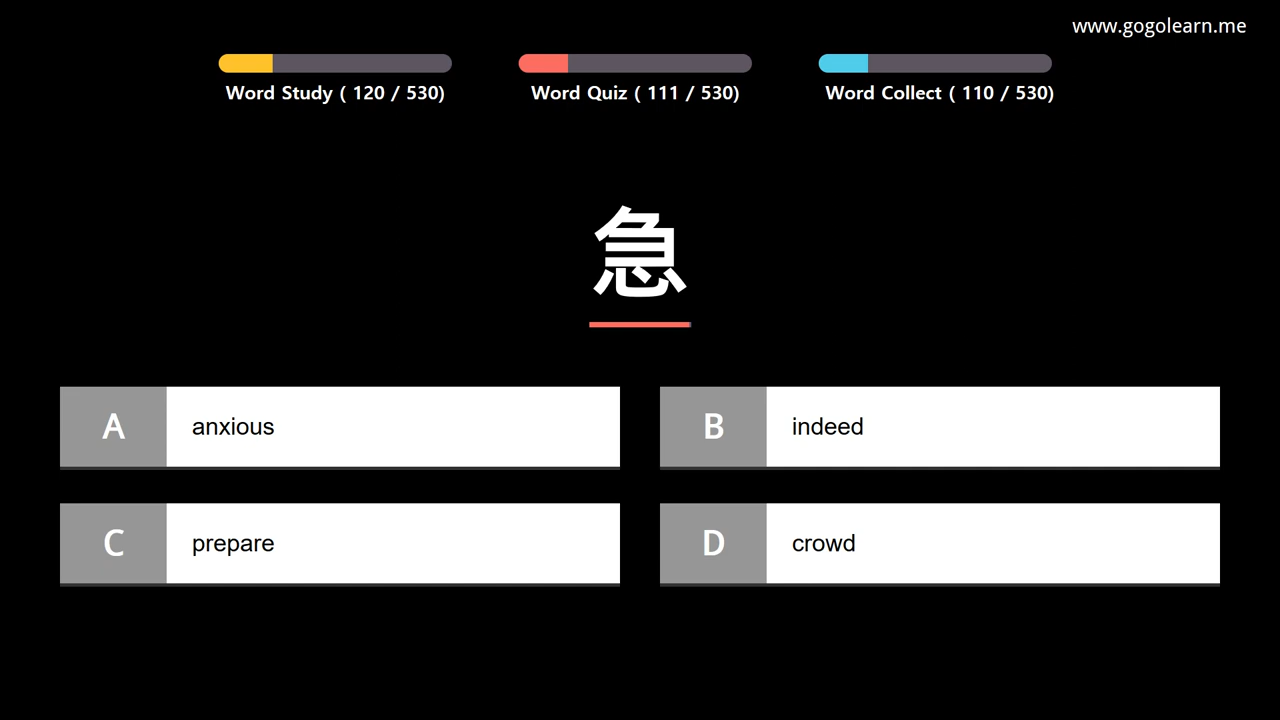 www.gogolearn.me
Word Study ( 120 / 530)
Word Quiz ( 111 / 530)
Word Collect ( 110 / 530)
急
A anxious
B indeed
C prepare
D crowd